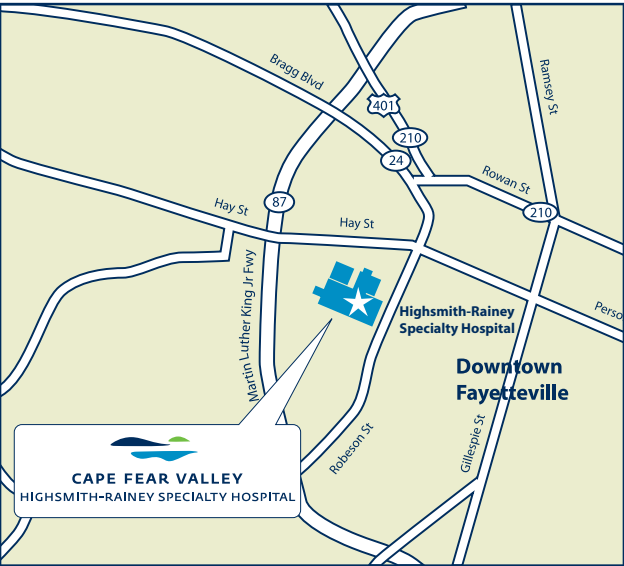 Bragg Blvd
Ramsey St
401
210
24
Rowan St
87
Hay St
Hay St
210
Martin Luther King Jr Fwy
Highsmith-Rainey
Specialty Hospital
Perso
Downtown
Fayetteville
Robeson St
Gillespie St
CAPE FEAR VALLEY
HIGHSMITH-RAINEY SPECIALTY HOSPITAL